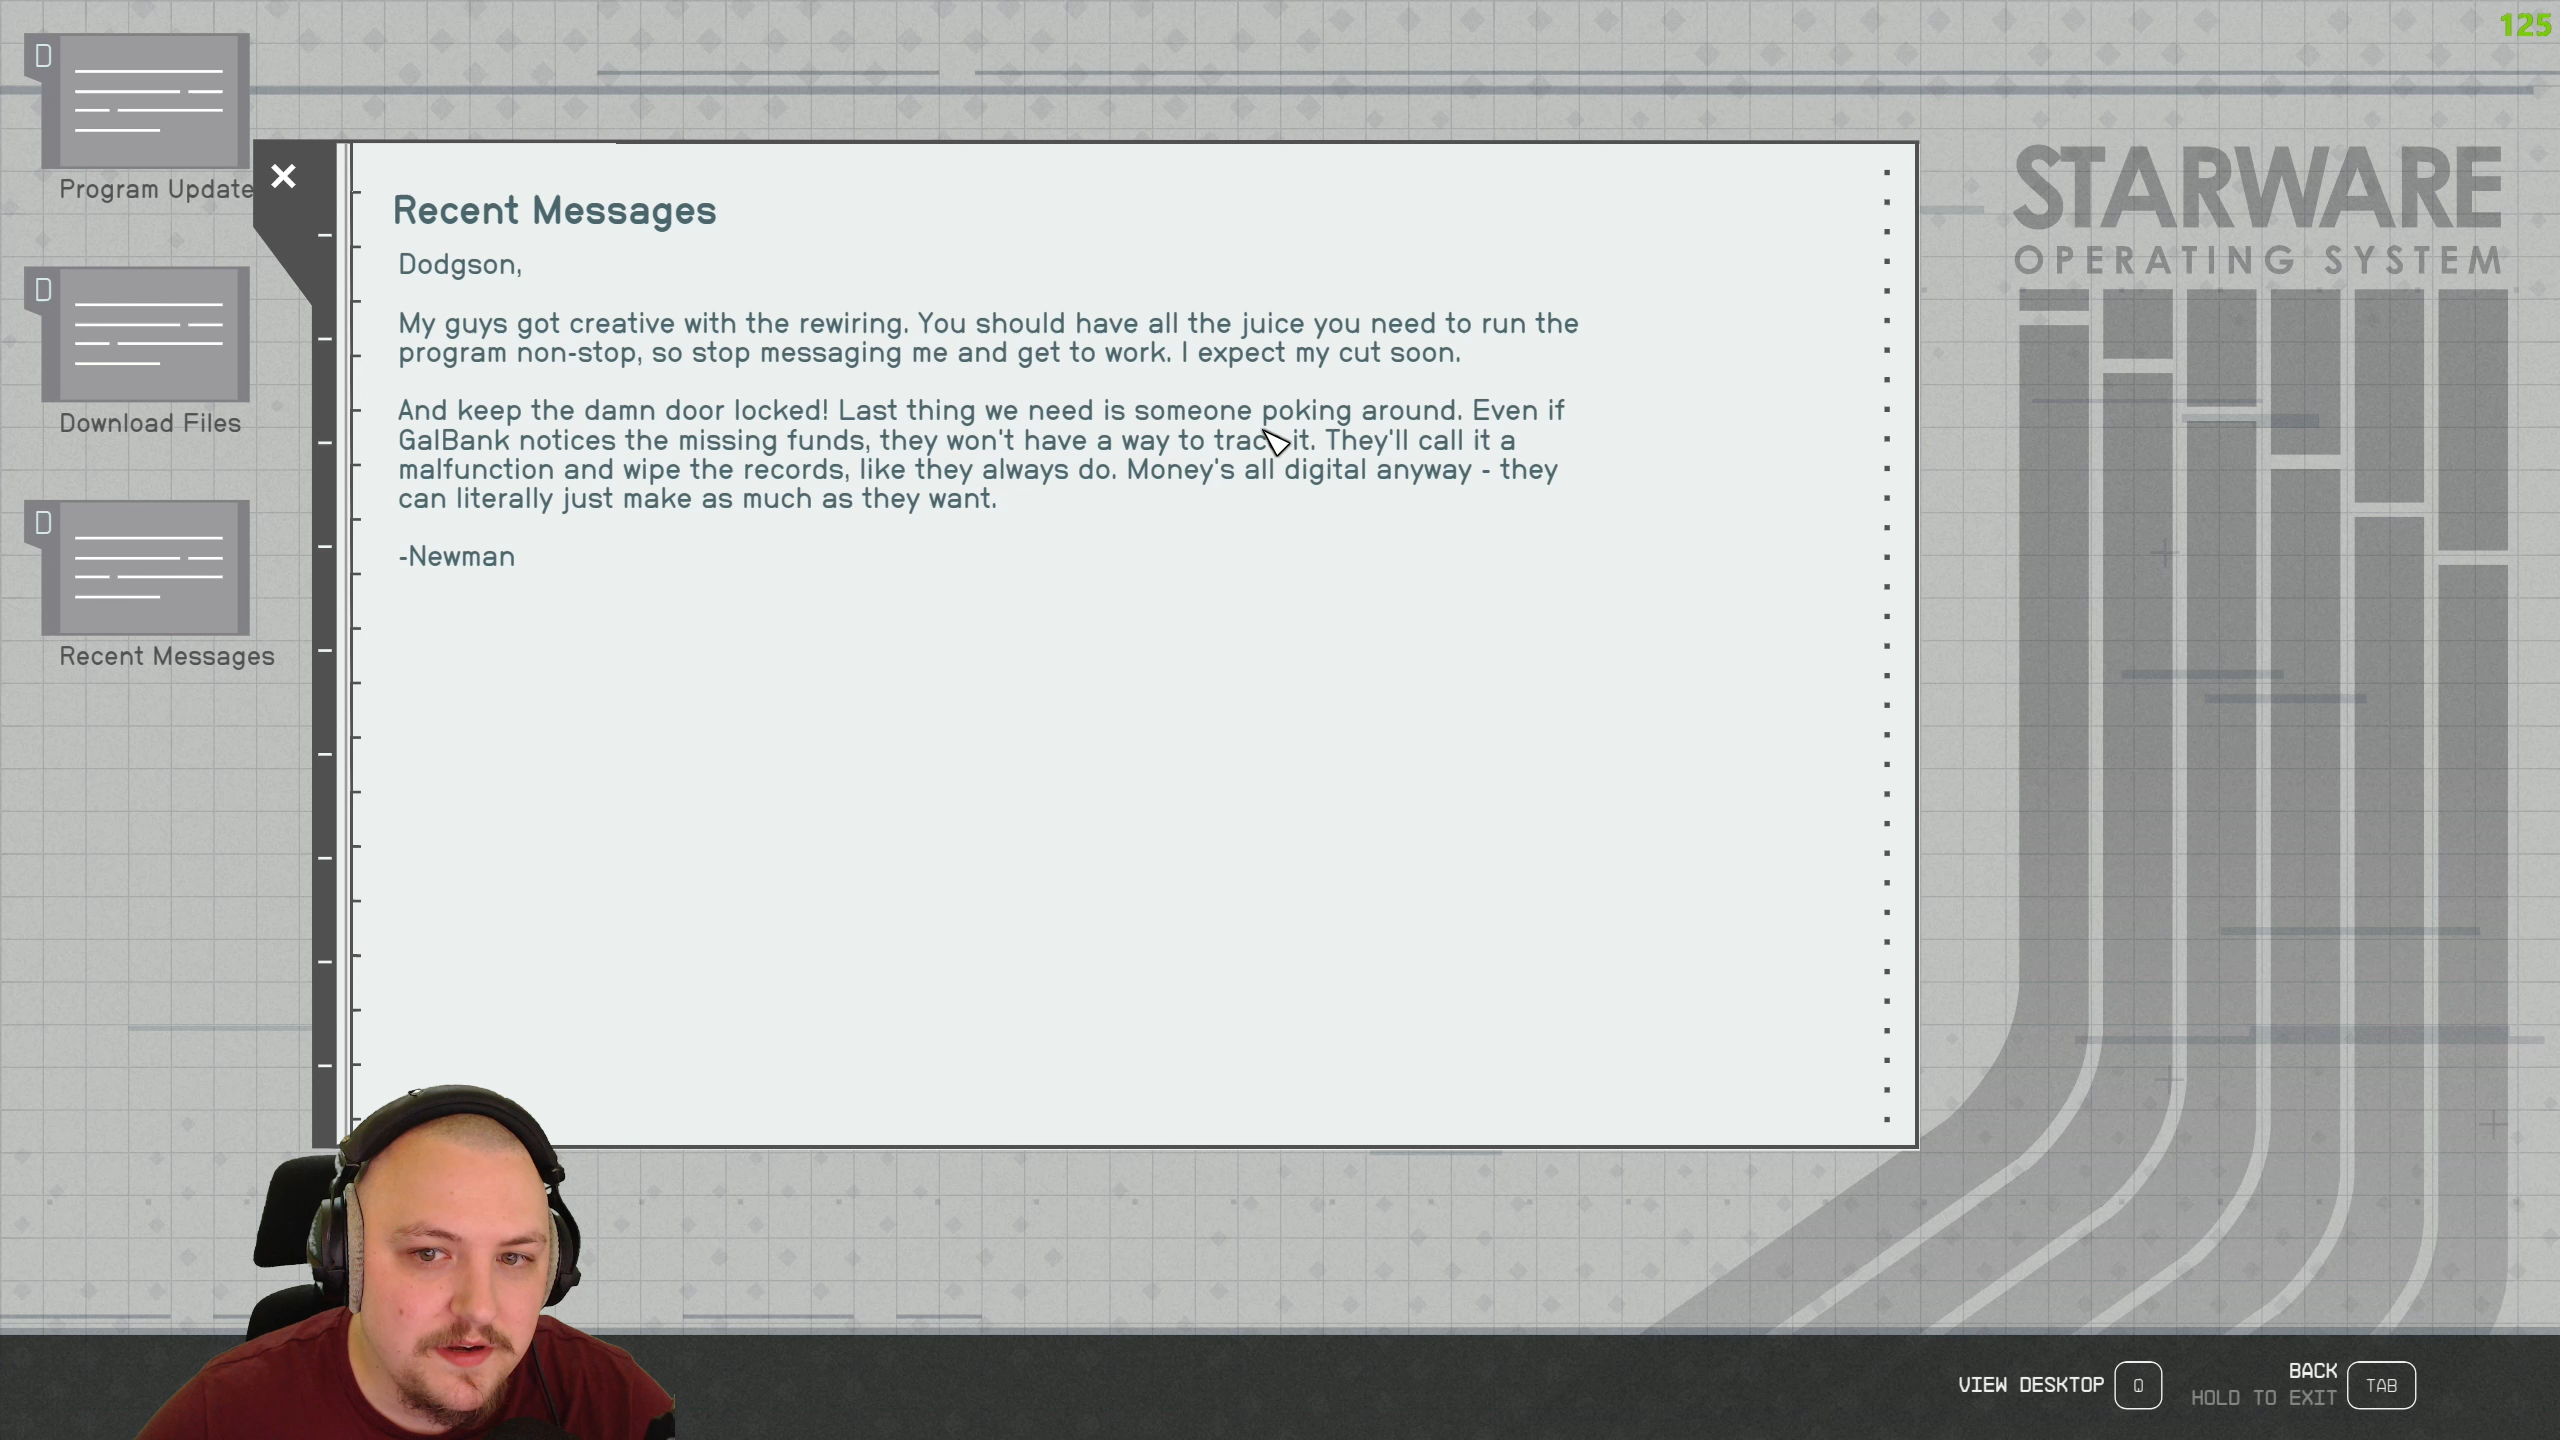 125
D
Program Update
D
Download Files
D
Recent Messages
STARWARE
OPERATING SYSTEM
Recent Messages
Dodgson,
My guys got creative with the rewiring. You should have all the juice you need to run the
program non-stop, so stop messaging me and get to work. I expect my cut soon.
And keep the damn door locked! Last thing we need is someone poking around. Even if
GalBank notices the missing funds, they won't have a way to trace it. They'll call it a
malfunction and wipe the records, like they always do. Money's all digital anyway - they
can literally just make as much as they want.
-Newman
VIEW DESKTOP Q
BACK
HOLD TO EXIT TAB